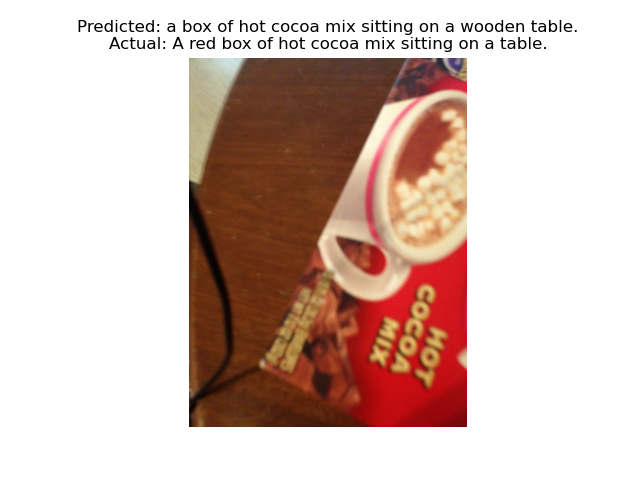 Predicted: a box of hot cocoa mix sitting on a wooden table.
Actual: A red box of hot cocoa mix sitting on a table.
HOT
COCOA
MIX